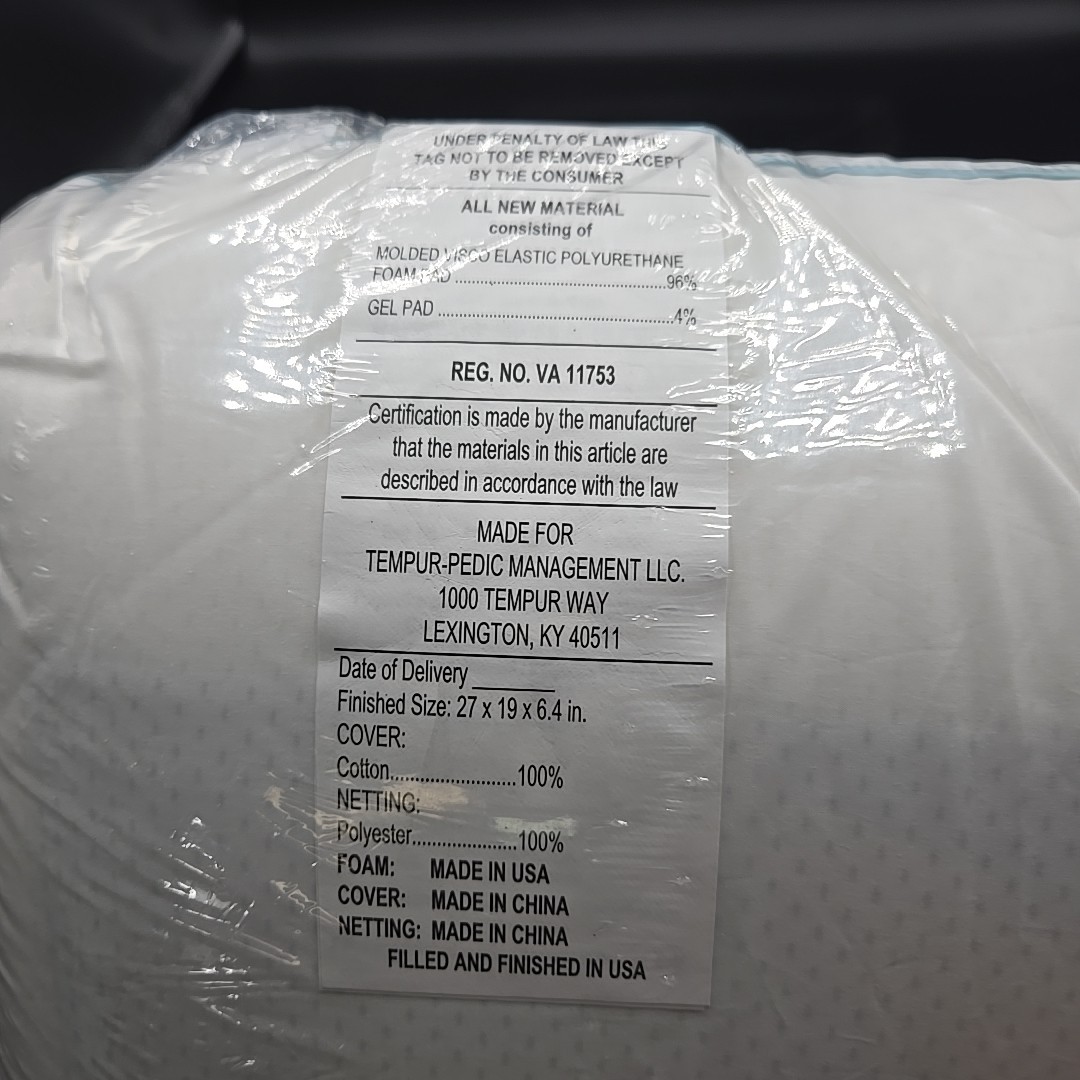 UNDER PENALTY OF LAW THIS
TAG NOT TO BE REMOVED EXCEPT
BY THE CONSUMER
ALL NEW MATERIAL
consisting of
MOLDED VISCO ELASTIC POLYURETHANE
FOAM PAD ..........................................96%
GEL PAD ...............................................4%
REG. NO. VA 11753
Certification is made by the manufacturer
that the materials in this article are
described in accordance with the law
MADE FOR
TEMPUR-PEDIC MANAGEMENT LLC.
1000 TEMPUR WAY
LEXINGTON, KY 40511
Date of Delivery ________
Finished Size: 27 x 19 x 6.4 in.
COVER:
Cotton.........................100%
NETTING:
Polyester.....................100%
FOAM: MADE IN USA
COVER: MADE IN CHINA
NETTING: MADE IN CHINA
FILLED AND FINISHED IN USA